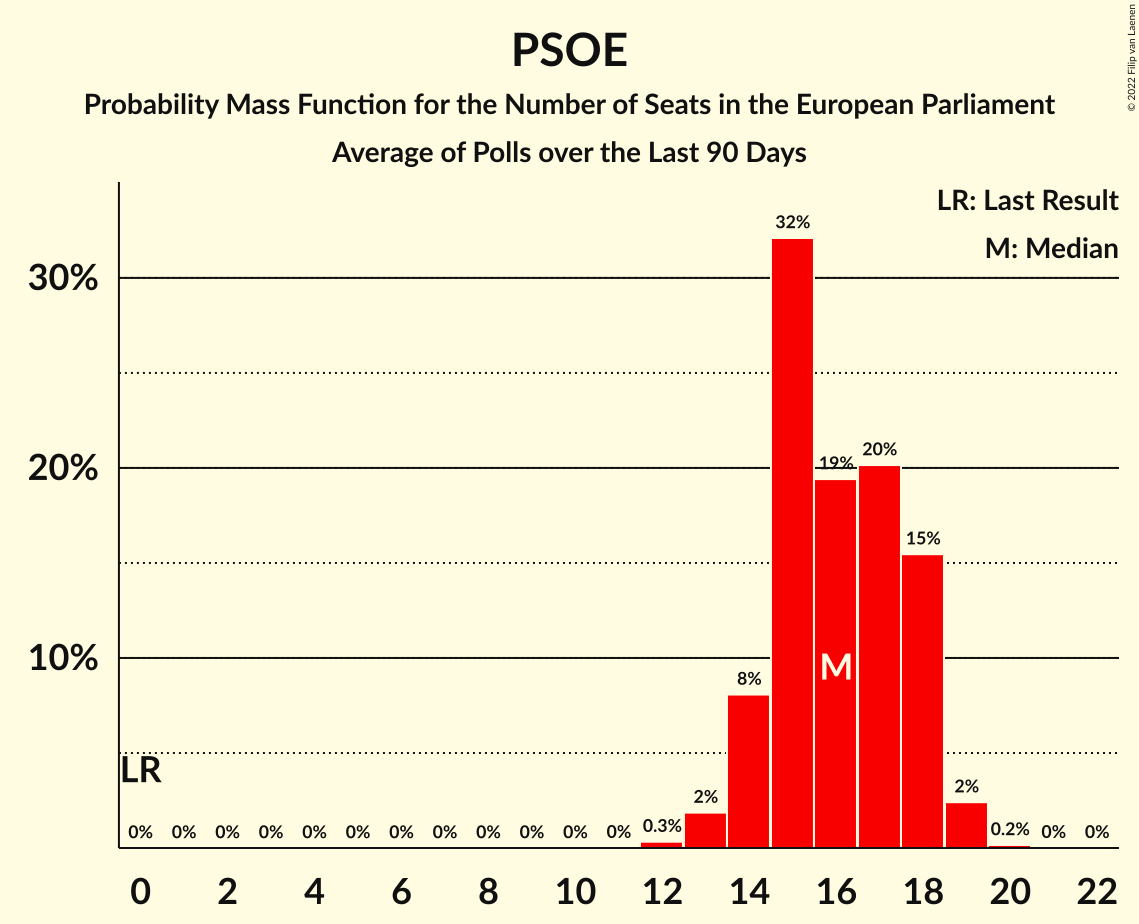 PSOE
Probability Mass Function for the Number of Seats in the European Parliament
Average of Polls over the Last 90 Days
© 2022 Filip van Laenen
LR: Last Result
M: Median
30%
20%
10%
32%
19%
20%
15%
8%
2%
2%
0.3%
0.2%
M
LR
0% 0% 0% 0% 0% 0% 0% 0% 0% 0% 0% 0% 0% 0%
0 2 4 6 8 10 12 14 16 18 20 22